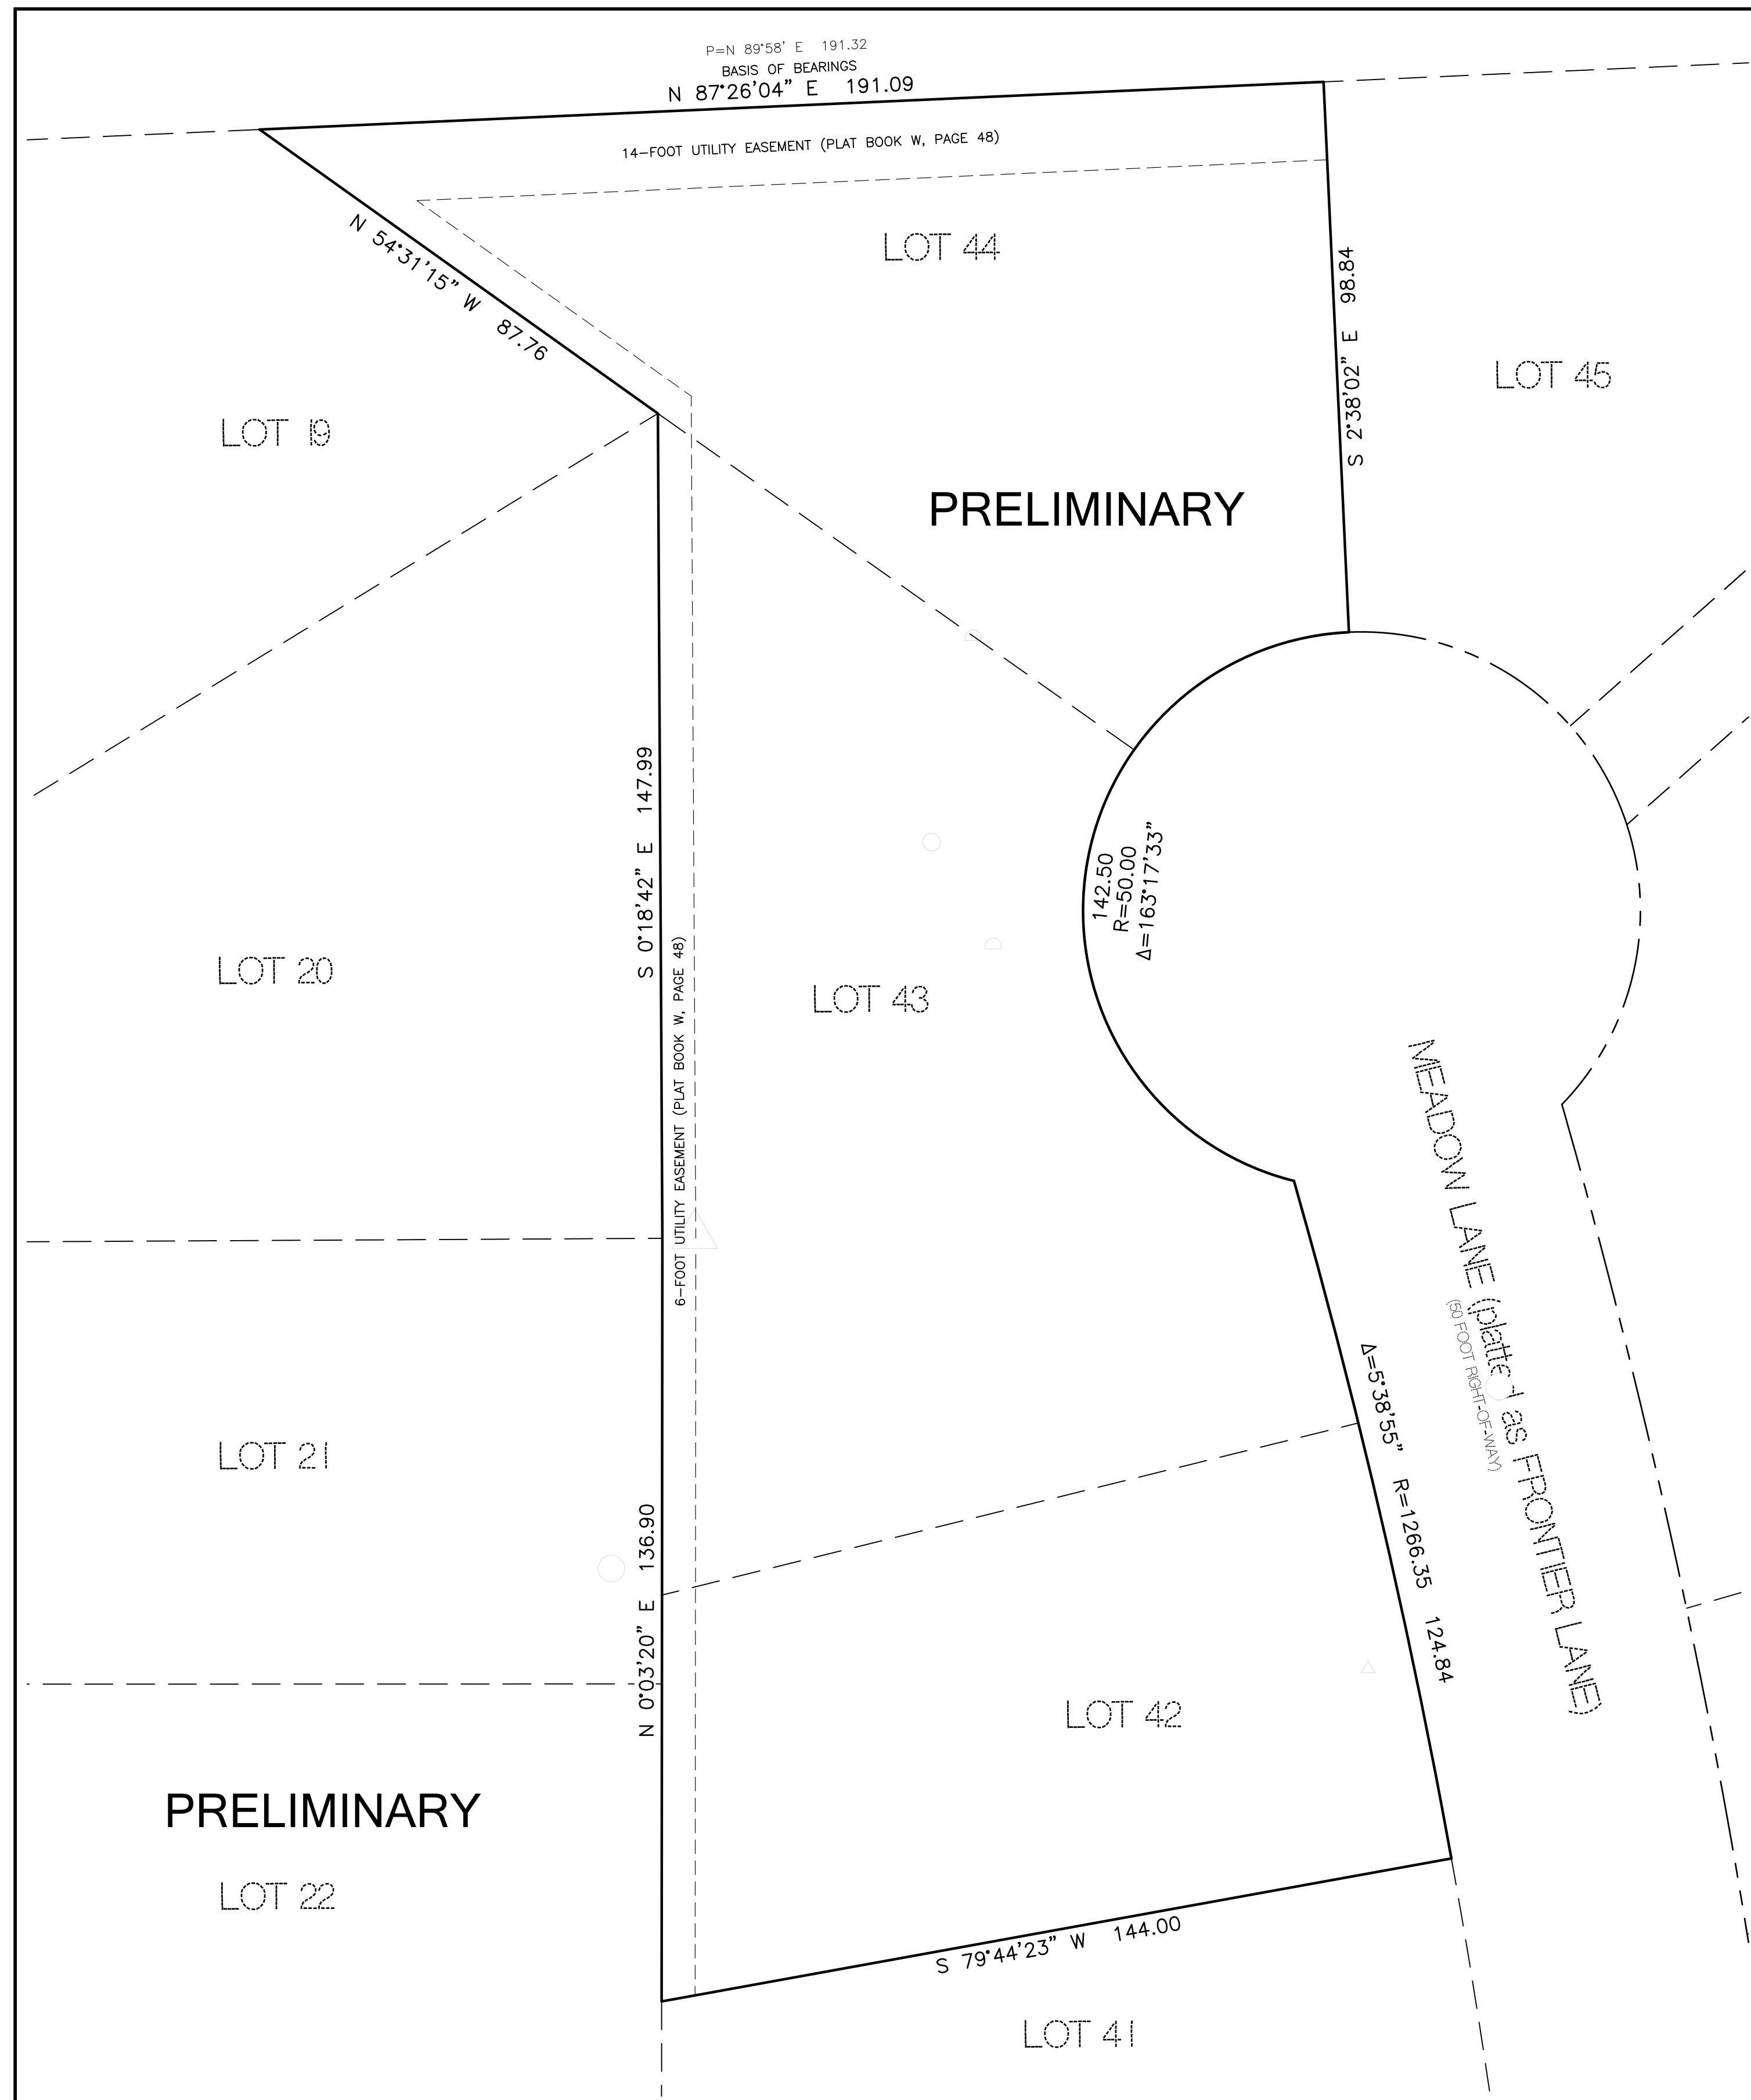 P=N 89°58' E 191.32
BASIS OF BEARINGS
N 87°26'04" E 191.09
14-FOOT UTILITY EASEMENT (PLAT BOOK W, PAGE 48)
LOT 44
N 54°31'15" W 87.76
S 2°38'02" E 98.84
LOT 45
LOT 19
PRELIMINARY
S 0°18'42" E 147.99
142.50
R=50.00
Δ=163°17'33"
LOT 20
6-FOOT UTILITY EASEMENT (PLAT BOOK W, PAGE 48)
LOT 43
MEADOW LANE (platted as FRONTIER LANE)
(50 FOOT RIGHT-OF-WAY)
Δ=5°38'55" R=1266.35 124.84
LOT 21
N 0°03'20" E 136.90
LOT 42
PRELIMINARY
LOT 22
S 79°44'23" W 144.00
LOT 41